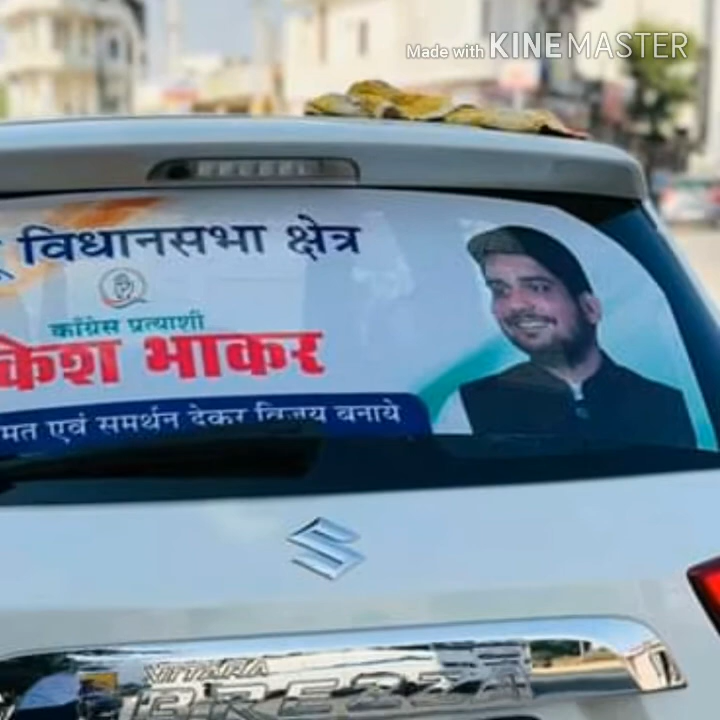 Made with KINEMASTER
विधानसभा क्षेत्र
काँग्रेस प्रत्याशी
केश भाकर
मत एवं समर्थन देकर विजय बनाये
VITARA
BREZZA